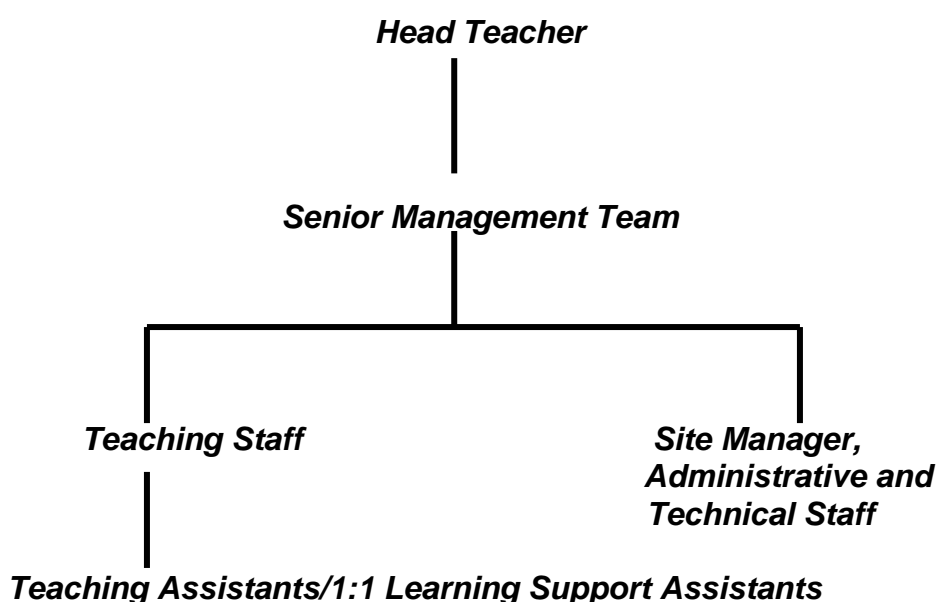 Head Teacher
Senior Management Team
Teaching Staff
Site Manager,
Administrative and
Technical Staff
Teaching Assistants/1:1 Learning Support Assistants